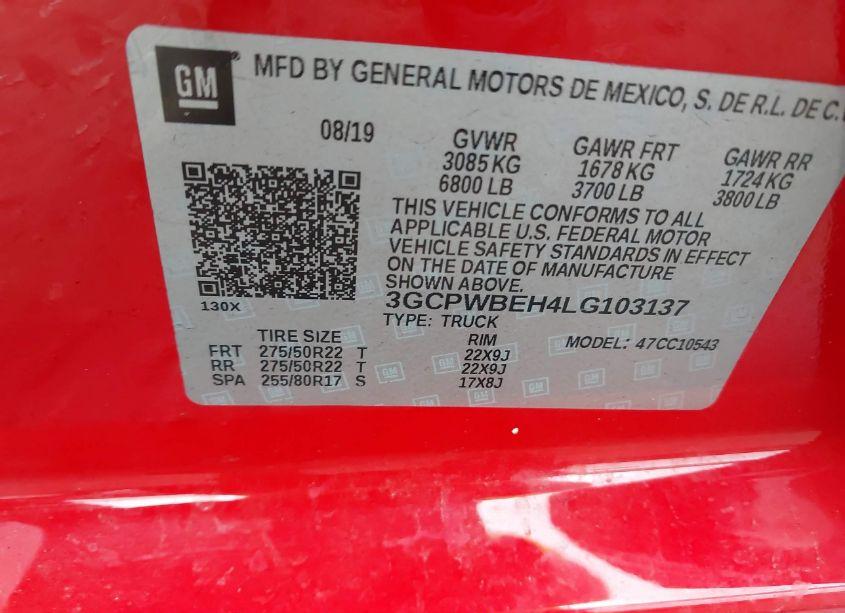 GM MFD BY GENERAL MOTORS DE MEXICO, S. DE R.L. DE C.V
08/19 GVWR GAWR FRT GAWR RR
3085 KG 1678 KG 1724 KG
6800 LB 3700 LB 3800 LB
THIS VEHICLE CONFORMS TO ALL
APPLICABLE U.S. FEDERAL MOTOR
VEHICLE SAFETY STANDARDS IN EFFECT
ON THE DATE OF MANUFACTURE
SHOWN ABOVE.
130X 3GCPWBEH4LG103137
TYPE: TRUCK
TIRE SIZE RIM MODEL: 47CC10543
FRT 275/50R22 T 22X9J
RR 275/50R22 T 22X9J
SPA 255/80R17 S 17X8J